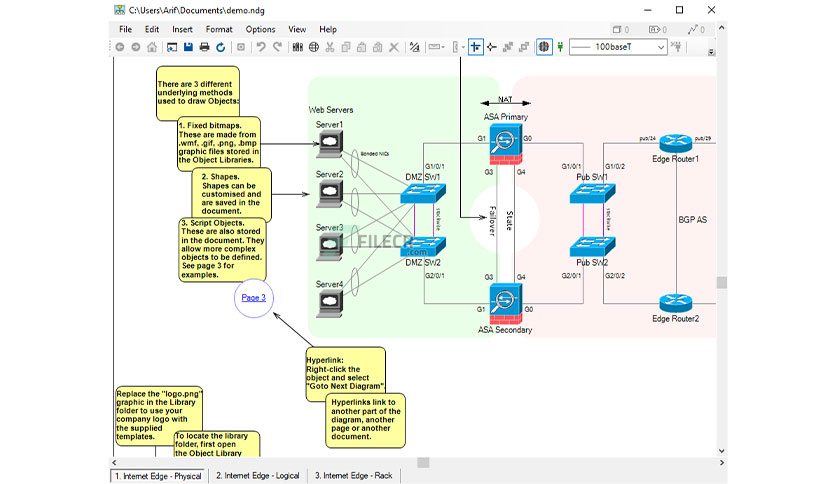 C:\Users\Arif\Documents\demo.ndg
File Edit Insert Format Options View Help
0 0 0
100baseT
There are 3 different
underlying methods
used to draw Objects:
1. Fixed bitmaps.
These are made from
.wmf, .gif, .png, .bmp
graphic files stored in
the Object Libraries.
2. Shapes.
Shapes can be
customised and
are saved in the
document.
3. Script Objects.
These are also stored
in the document. They
allow more complex
objects to be defined.
See page 3 for
examples.
Page 3
Hyperlink:
Right-click the
object and select
"Goto Next Diagram".
Hyperlinks link to
another part of the
diagram, another
page or another
document.
Replace the "logo.png"
graphic in the Library
folder to use your
company logo with
the supplied
templates.
To locate the library
folder, first open
the Object Library
Web Servers
Server1
Server2
Server3
Server4
Bonded NICs
G1/0/1
DMZ SW1
stackwise
DMZ SW2
G2/0/1
FILECR
.com
NAT
ASA Primary
G1 G0
G3 G4
Failover
State
G3 G4
G1 G0
ASA Secondary
G1/0/1 G1/0/2
Pub SW1
stackwise
Pub SW2
G2/0/1 G2/0/2
pub/24 pub/29
Edge Router1
BGP AS
Edge Router2
1. Internet Edge - Physical 2. Internet Edge - Logical 3. Internet Edge - Rack